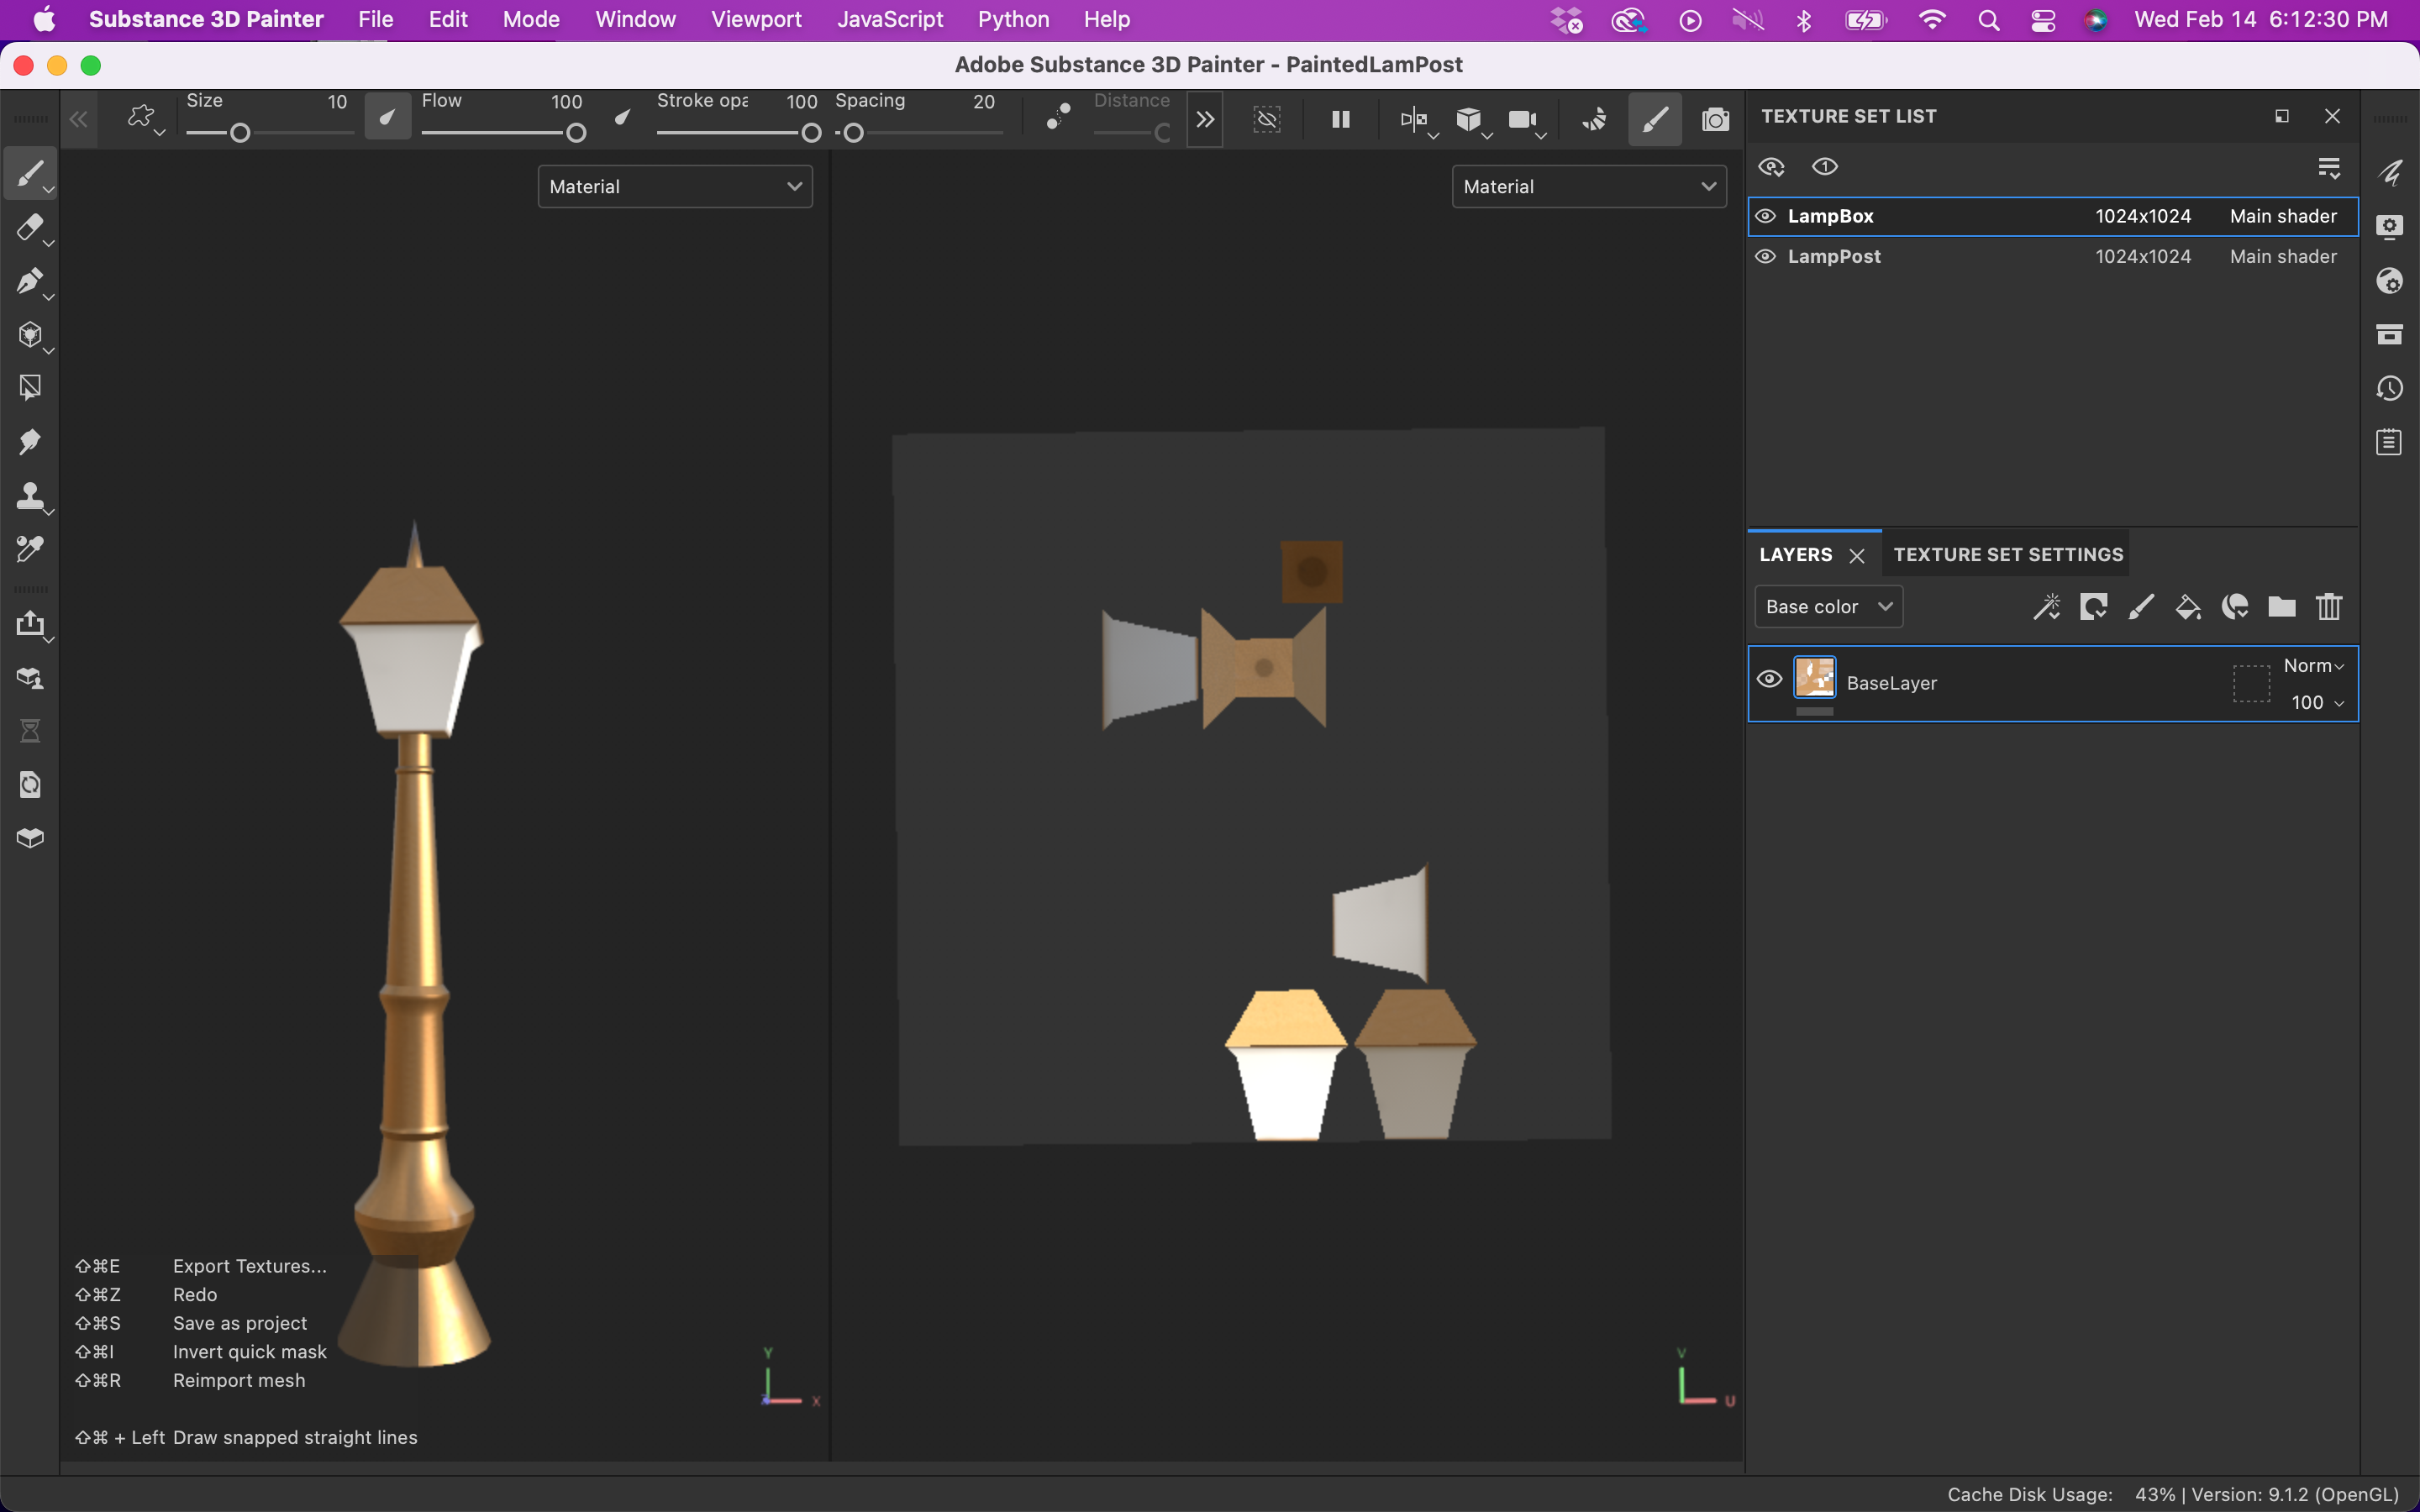 Substance 3D Painter File Edit Mode Window Viewport JavaScript Python Help Wed Feb 14 6:12:30 PM
Adobe Substance 3D Painter - PaintedLamPost
Size 10 Flow 100 Stroke opa 100 Spacing 20 Distance
Material
Material
TEXTURE SET LIST
1
LampBox 1024x1024 Main shader
LampPost 1024x1024 Main shader
LAYERS TEXTURE SET SETTINGS
Base color
BaseLayer Norm
100
⇧⌘E Export Textures...
⇧⌘Z Redo
⇧⌘S Save as project
⇧⌘I Invert quick mask
⇧⌘R Reimport mesh
⇧⌘ + Left Draw snapped straight lines
Y
Z X
V
U
Cache Disk Usage: 43% | Version: 9.1.2 (OpenGL)